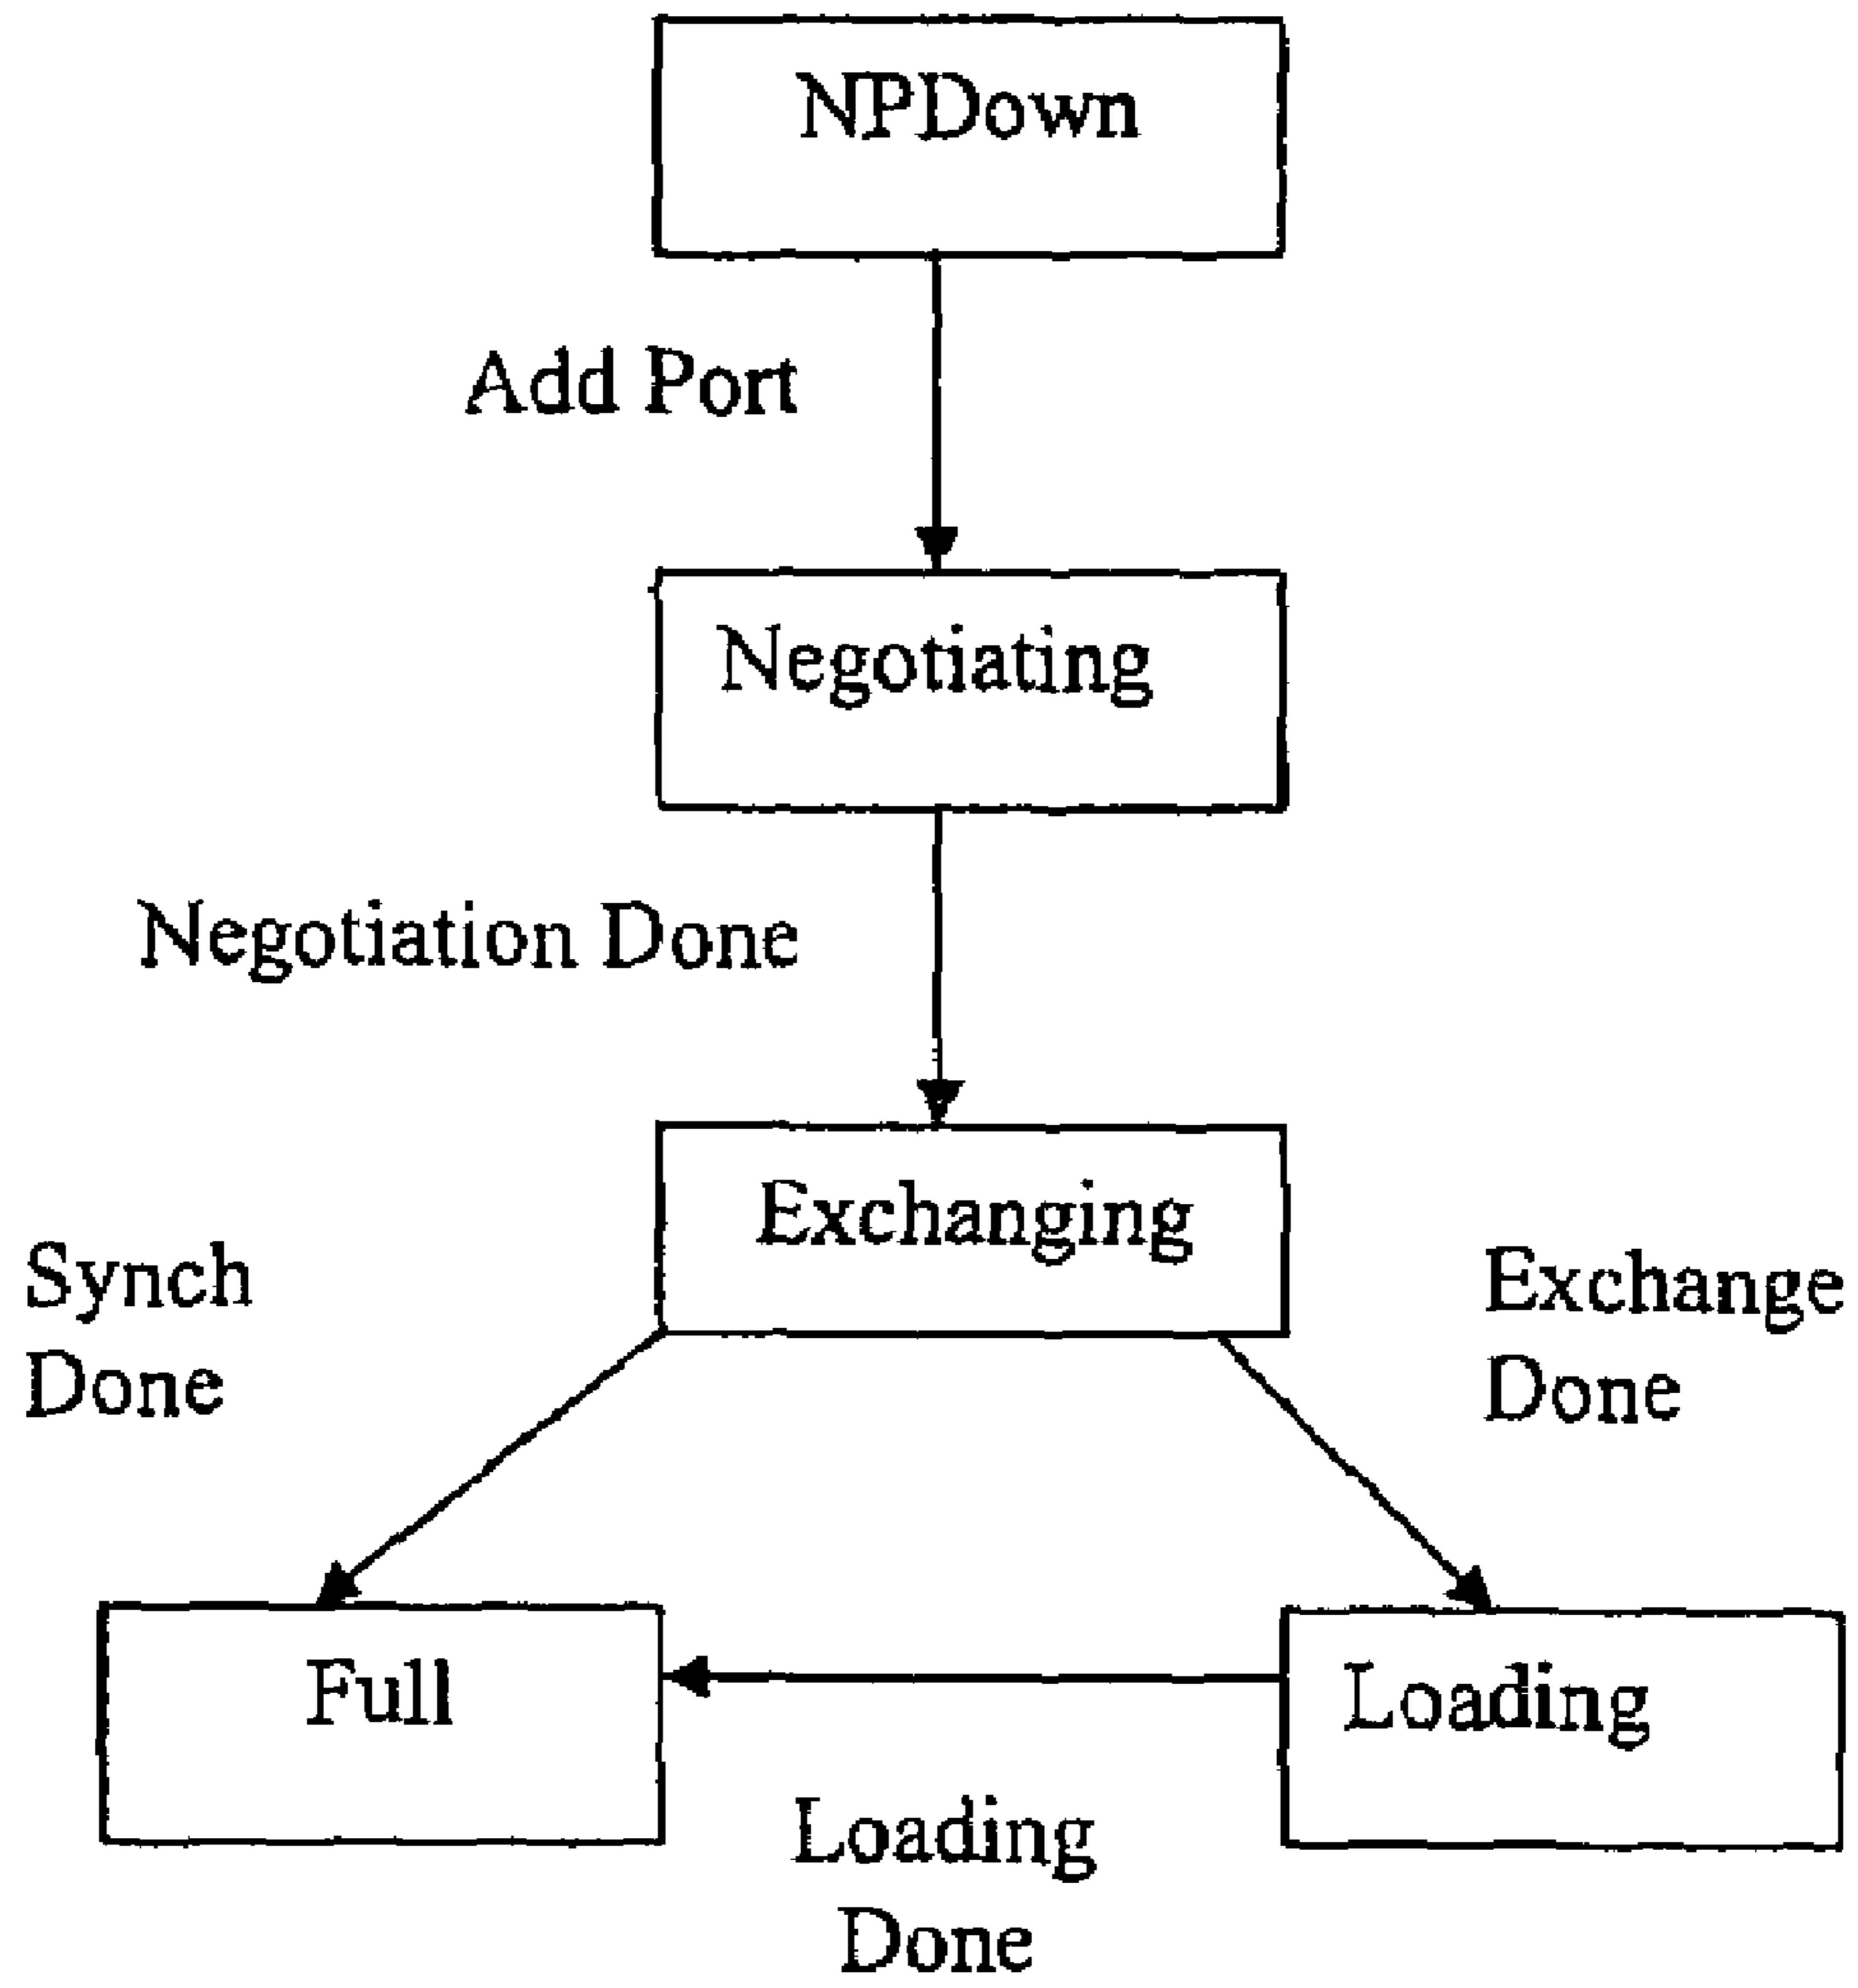 NPDown
Add Port
Negotiating
Negotiation Done
Exchanging
Synch
Done
Exchange
Done
Full
Loading
Loading
Done